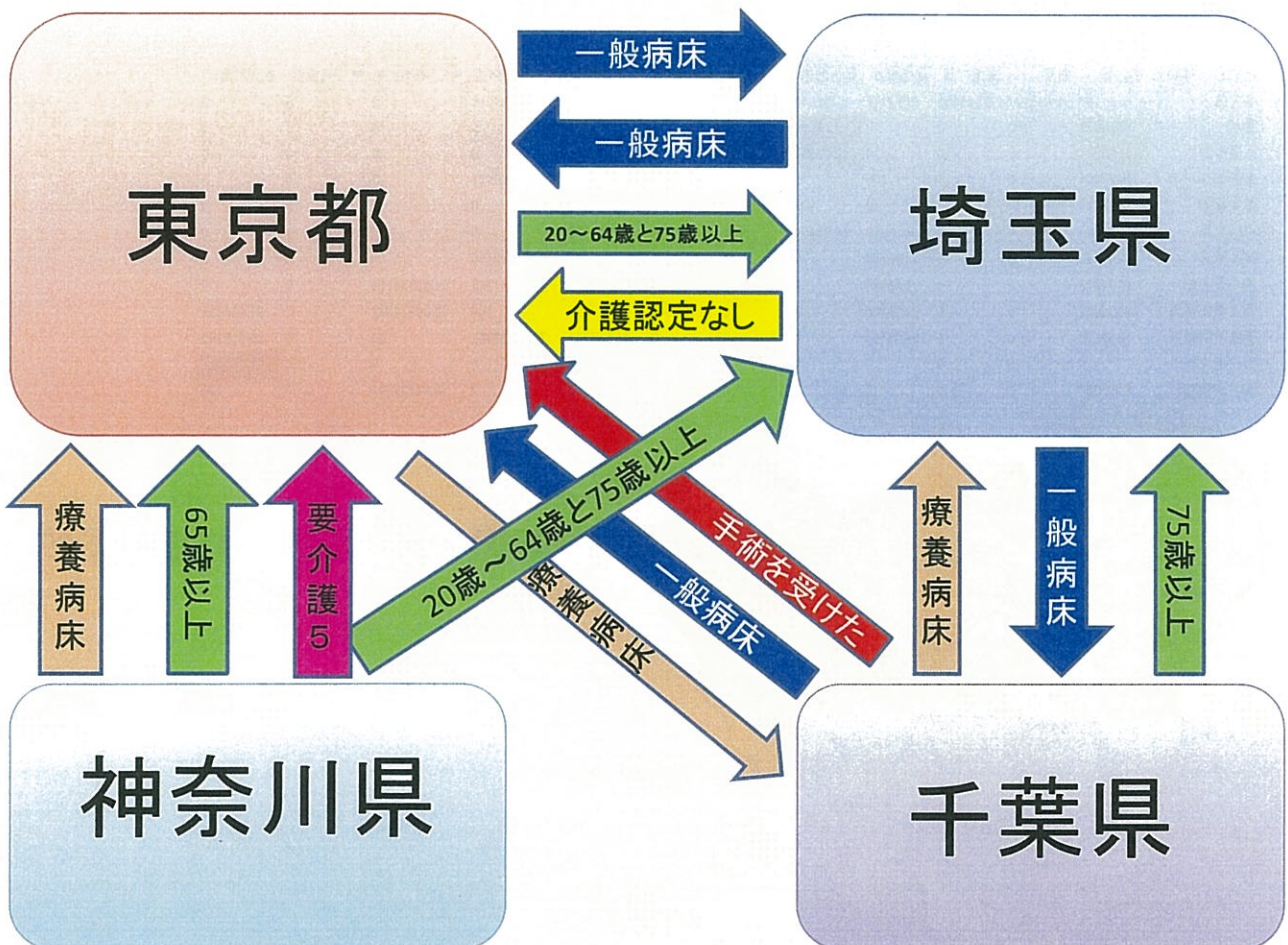 東京都
一般病床
一般病床
20～64歳と75歳以上
介護認定なし
埼玉県
療養病床
65歳以上
要介護5
20歳～64歳と75歳以上
療養病床
一般病床
手術を受けた
療養病床
一般病床
75歳以上
神奈川県
千葉県